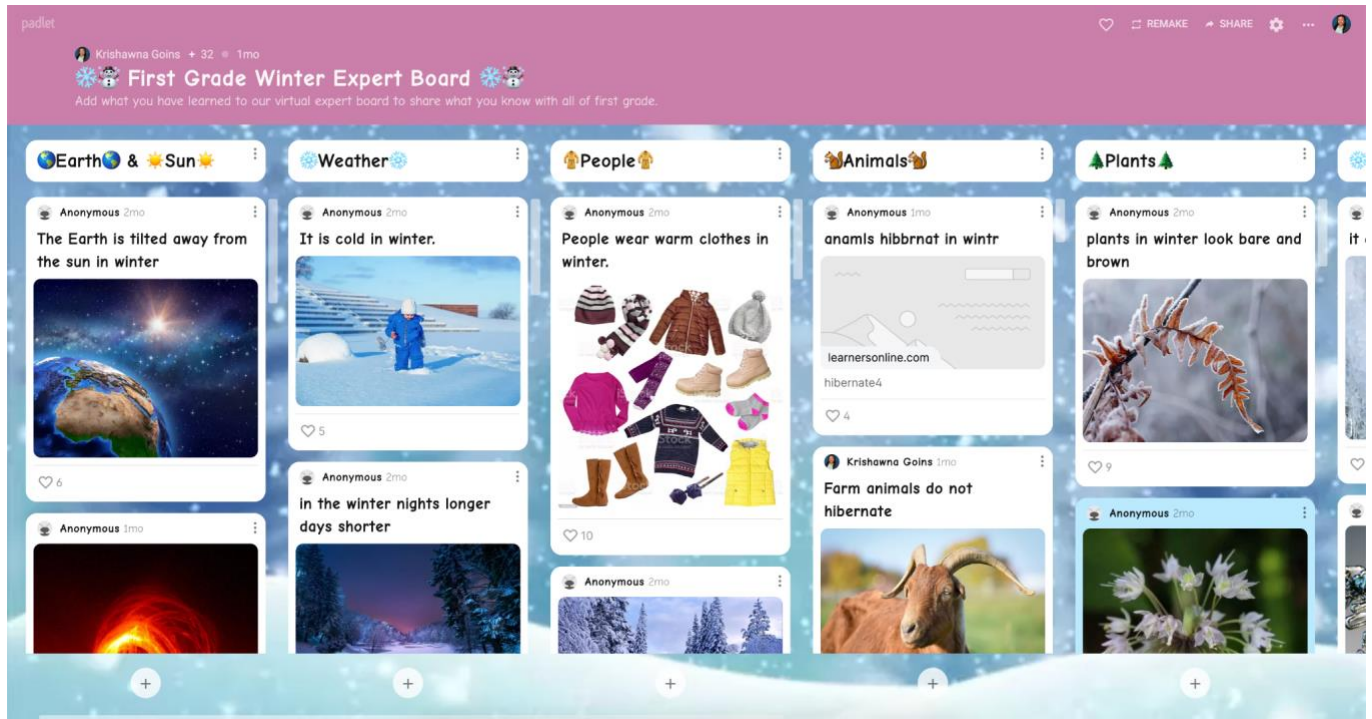 padlet
REMAKE SHARE
Krishawna Goins + 32 1mo
❄️☃️ First Grade Winter Expert Board ❄️☃️
Add what you have learned to our virtual expert board to share what you know with all of first grade.
🌎Earth🌎 & ☀️Sun☀️
Anonymous 2mo
The Earth is tilted away from
the sun in winter
6
Anonymous 1mo
❄️Weather❄️
Anonymous 2mo
It is cold in winter.
5
Anonymous 2mo
in the winter nights longer
days shorter
🧥People🧥
Anonymous 2mo
People wear warm clothes in
winter.
Stock
10
Anonymous 2mo
🐿️Animals🐿️
Anonymous 1mo
anamls hibbrnat in wintr
learnersonline.com
hibernate4
4
Krishawna Goins 1mo
Farm animals do not
hibernate
🌲Plants🌲
Anonymous 2mo
plants in winter look bare and
brown
9
Anonymous 2mo
❄️
it